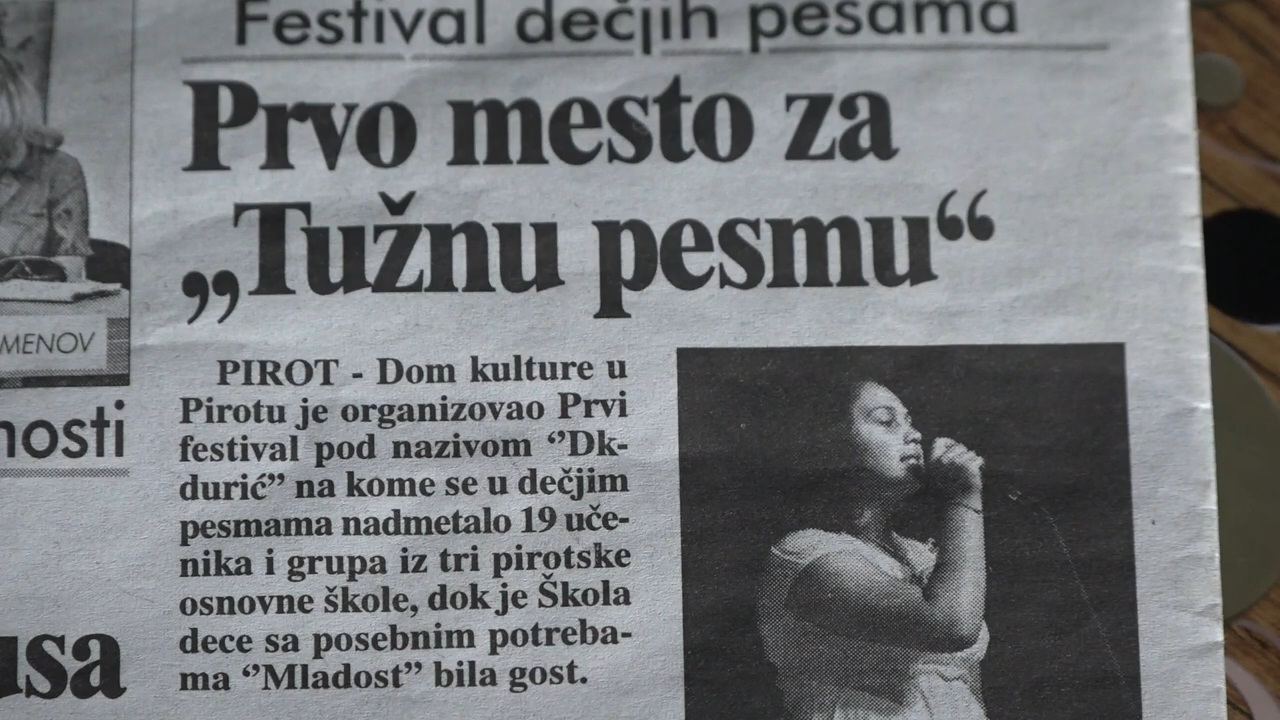 Festival dečjih pesama
Prvo mesto za
„Tužnu pesmu“
PIROT - Dom kulture u
Pirotu je organizovao Prvi
festival pod nazivom ‘’Dk-
durić’’ na kome se u dečjim
pesmama nadmetalo 19 uče-
nika i grupa iz tri pirotske
osnovne škole, dok je Škola
dece sa posebnim potreba-
ma ‘’Mladost’’ bila gost.
MENOV
nosti
usa